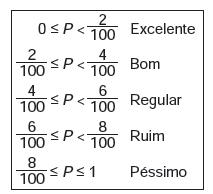 0 ≤ P < 2/100 Excelente
2/100 ≤ P < 4/100 Bom
4/100 ≤ P < 6/100 Regular
6/100 ≤ P < 8/100 Ruim
8/100 ≤ P ≤ 1 Péssimo